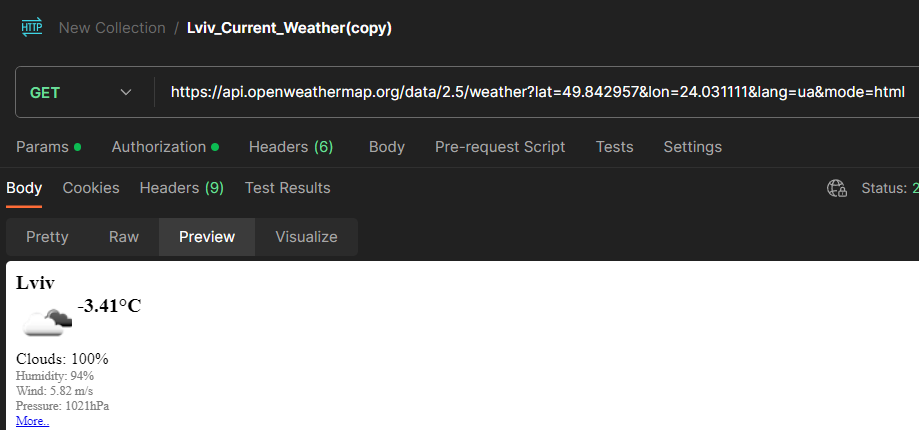 HTTP New Collection / Lviv_Current_Weather(copy)
GET https://api.openweathermap.org/data/2.5/weather?lat=49.842957&lon=24.031111&lang=ua&mode=html
Params Authorization Headers (6) Body Pre-request Script Tests Settings
Body Cookies Headers (9) Test Results Status: 2
Pretty Raw Preview Visualize
Lviv
-3.41°C
Clouds: 100%
Humidity: 94%
Wind: 5.82 m/s
Pressure: 1021hPa
More..